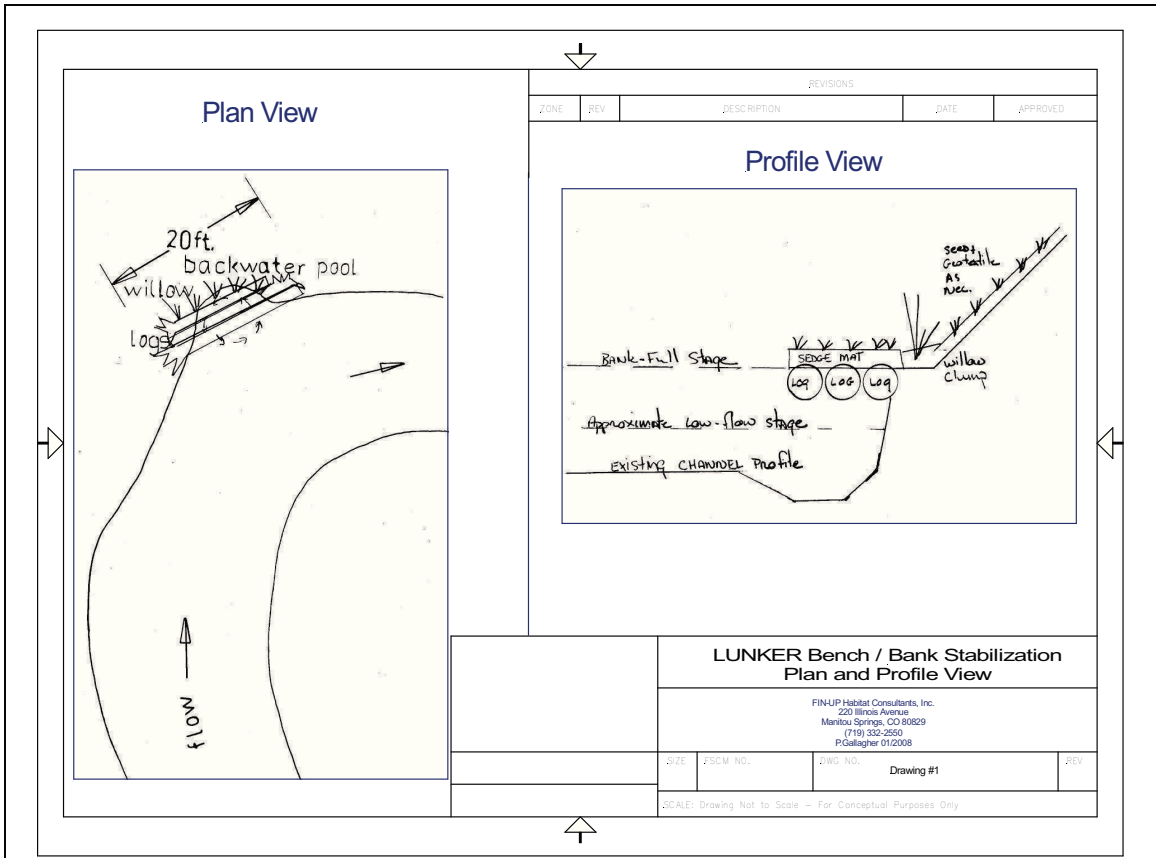 Plan View
20ft.
backwater pool
willow
logs
flow
REVISIONS
ZONE
REV
DESCRIPTION
DATE
APPROVED
Profile View
seed +
Geotextile
As
Nec.
BANK-Full Stage
SEDGE MAT
willow
Clump
LOG
LOG
LOG
Approximate Low-flow stage
EXISTING CHANNEL Profile
LUNKER Bench / Bank Stabilization
Plan and Profile View
FIN-UP Habitat Consultants, Inc.
220 Illinois Avenue
Manitou Springs, CO 80829
(719) 332-2550
P.Gallagher 01/2008
SIZE
FSCM NO.
DWG NO.
Drawing #1
REV
SCALE: Drawing Not to Scale – For Conceptual Purposes Only